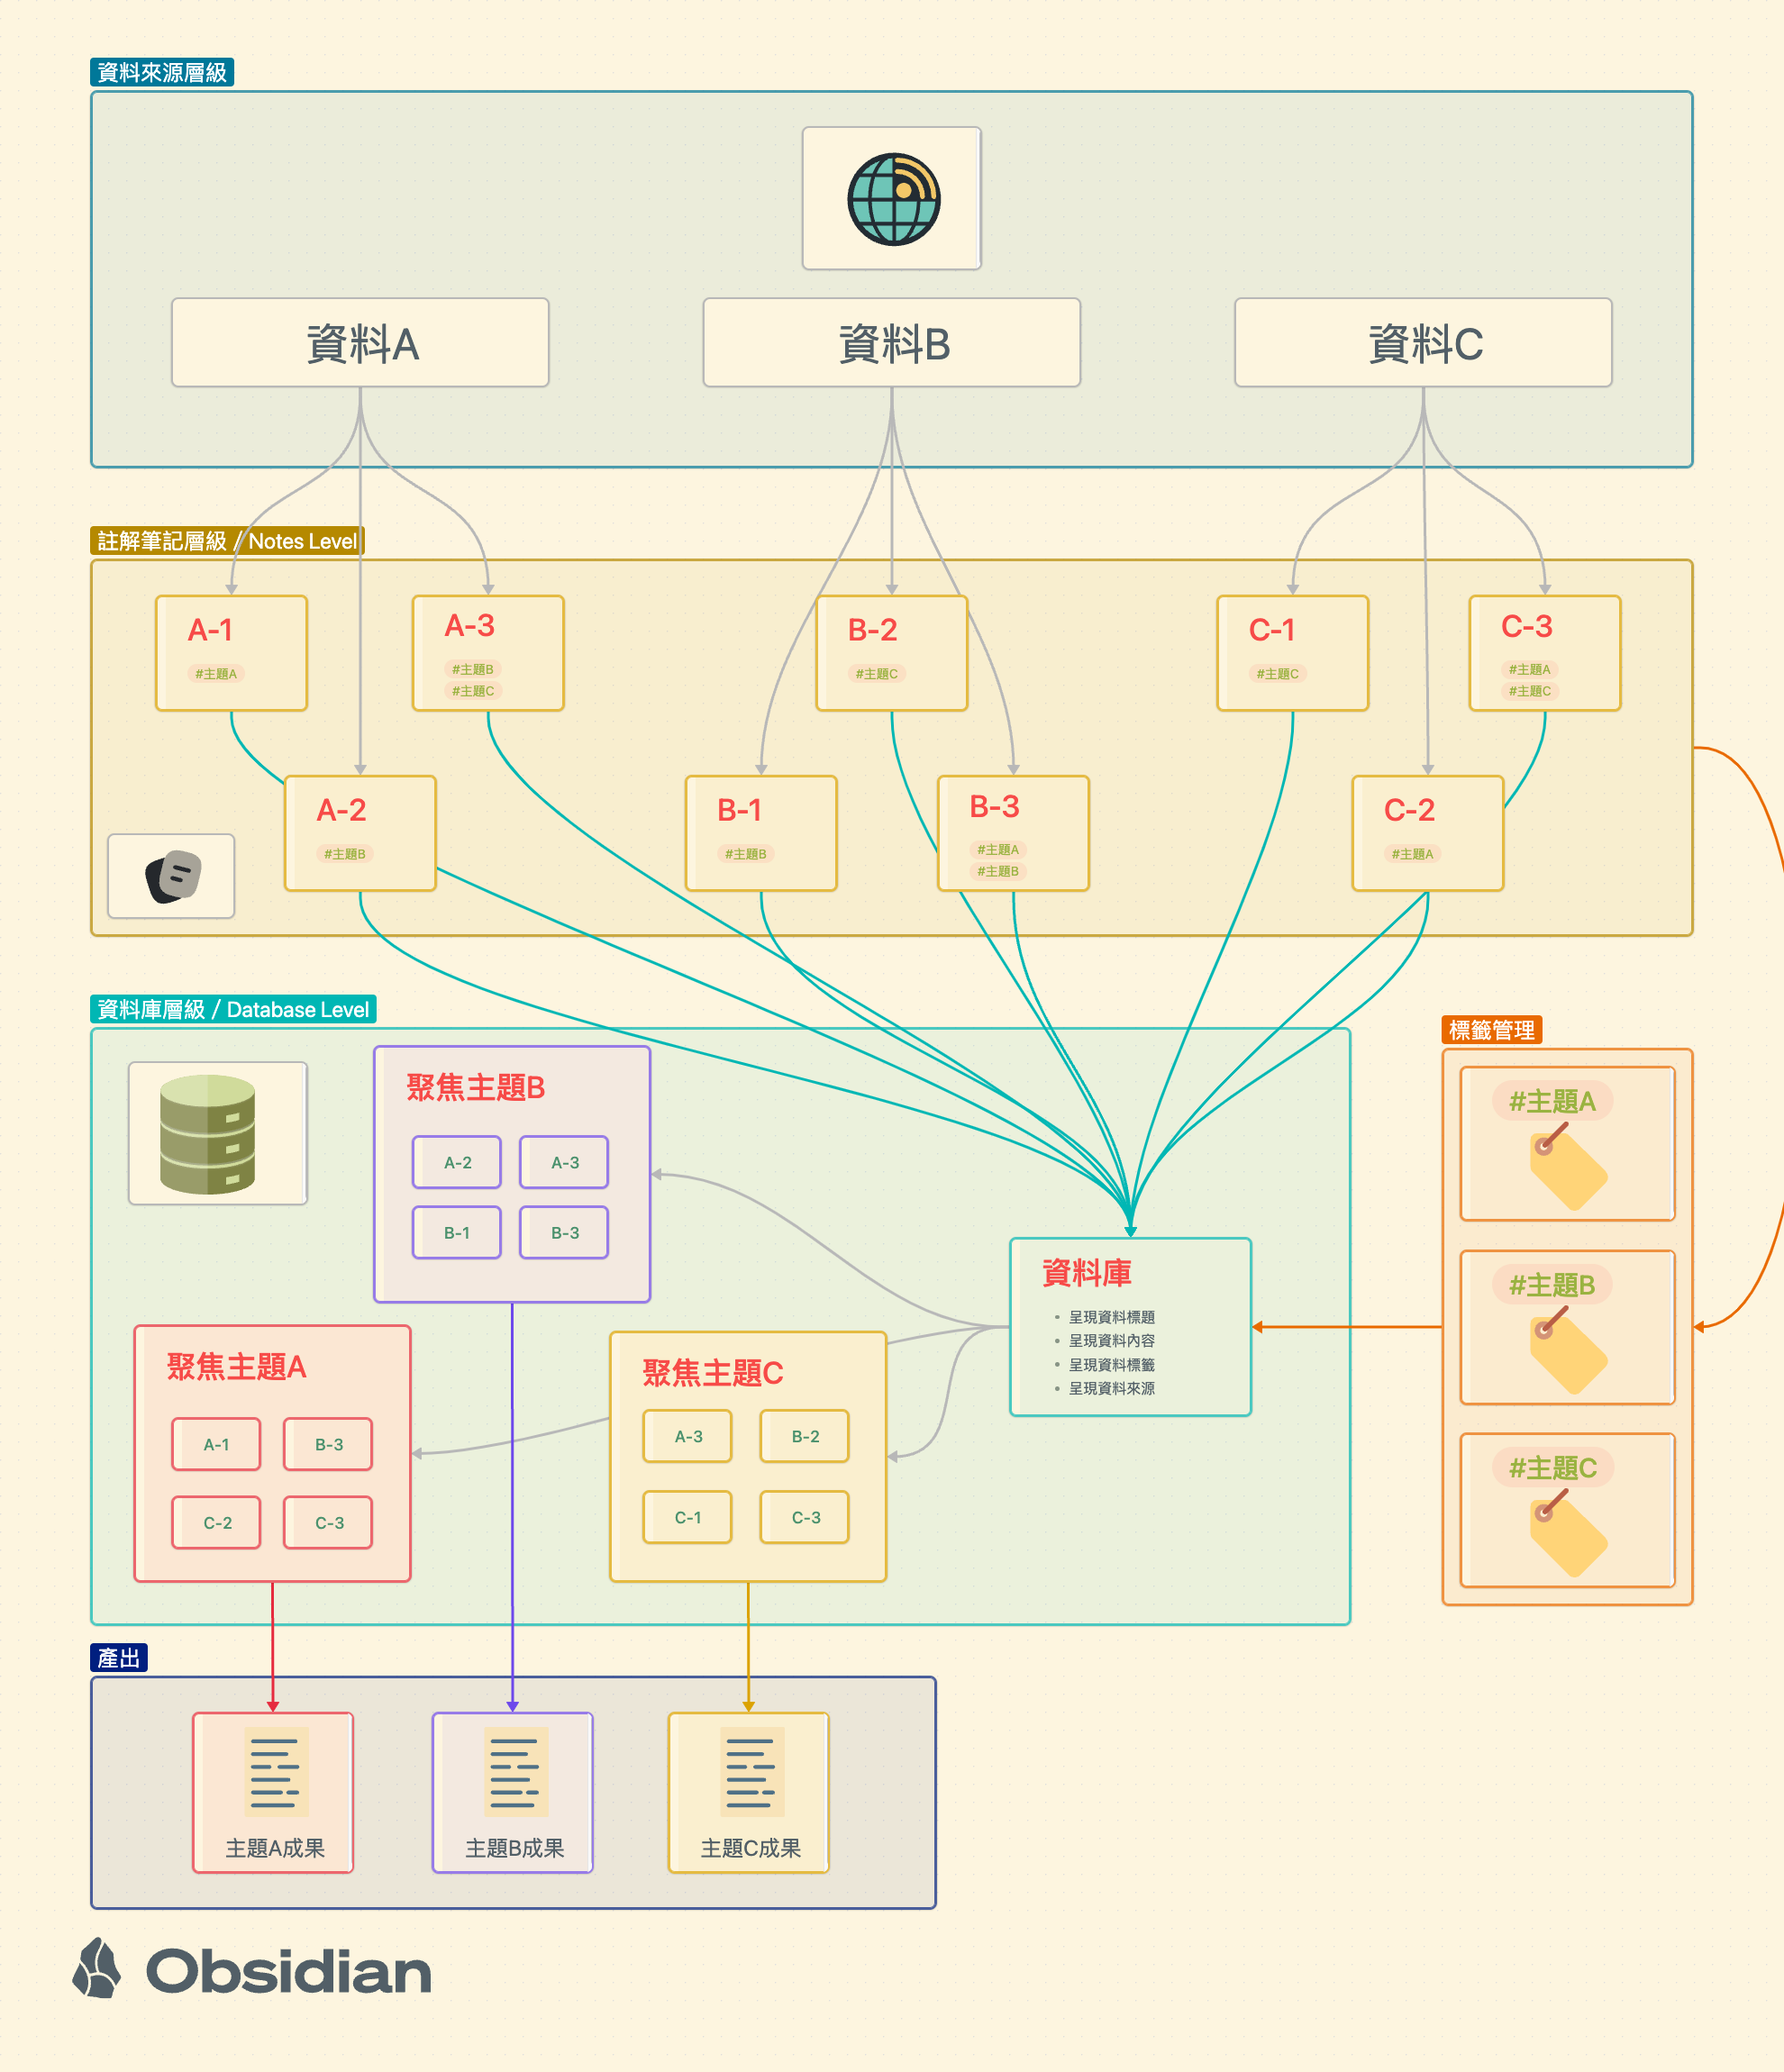 資料來源層級
資料A
資料B
資料C
註解筆記層級 / Notes Level
A-1
#主題A
A-3
#主題B
#主題C
B-2
#主題C
C-1
#主題C
C-3
#主題A
#主題C
A-2
#主題B
B-1
#主題B
B-3
#主題A
#主題B
C-2
#主題A
資料庫層級 / Database Level
聚焦主題B
A-2
A-3
B-1
B-3
資料庫
• 呈現資料標題
• 呈現資料內容
• 呈現資料標籤
• 呈現資料來源
聚焦主題A
A-1
B-3
C-2
C-3
聚焦主題C
A-3
B-2
C-1
C-3
標籤管理
#主題A
#主題B
#主題C
產出
主題A成果
主題B成果
主題C成果
Obsidian